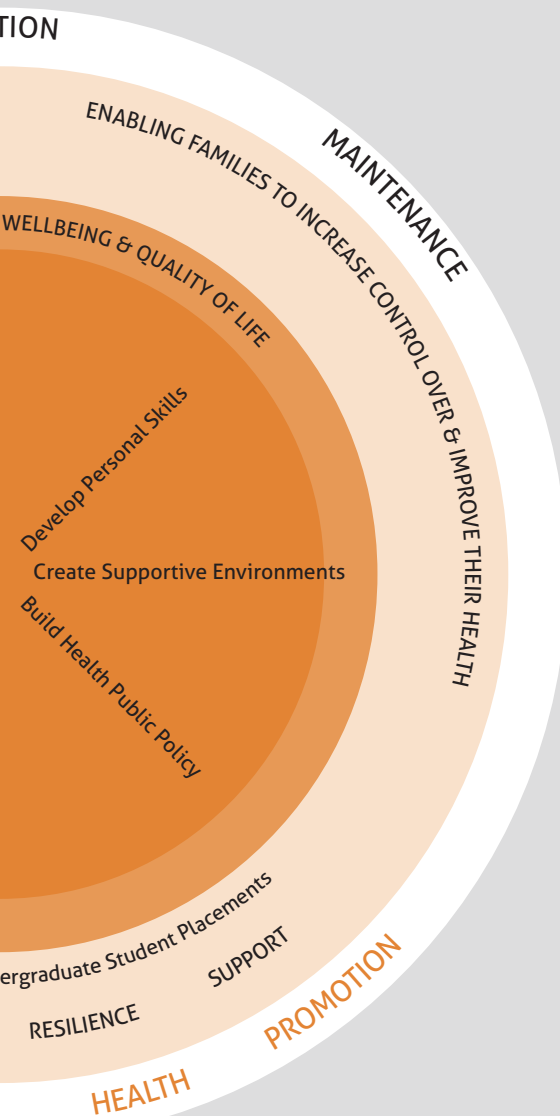 TION
MAINTENANCE
ENABLING FAMILIES TO INCREASE CONTROL OVER & IMPROVE THEIR HEALTH
WELLBEING & QUALITY OF LIFE
Develop Personal Skills
Create Supportive Environments
Build Health Public Policy
ergraduate Student Placements
RESILIENCE SUPPORT
HEALTH PROMOTION